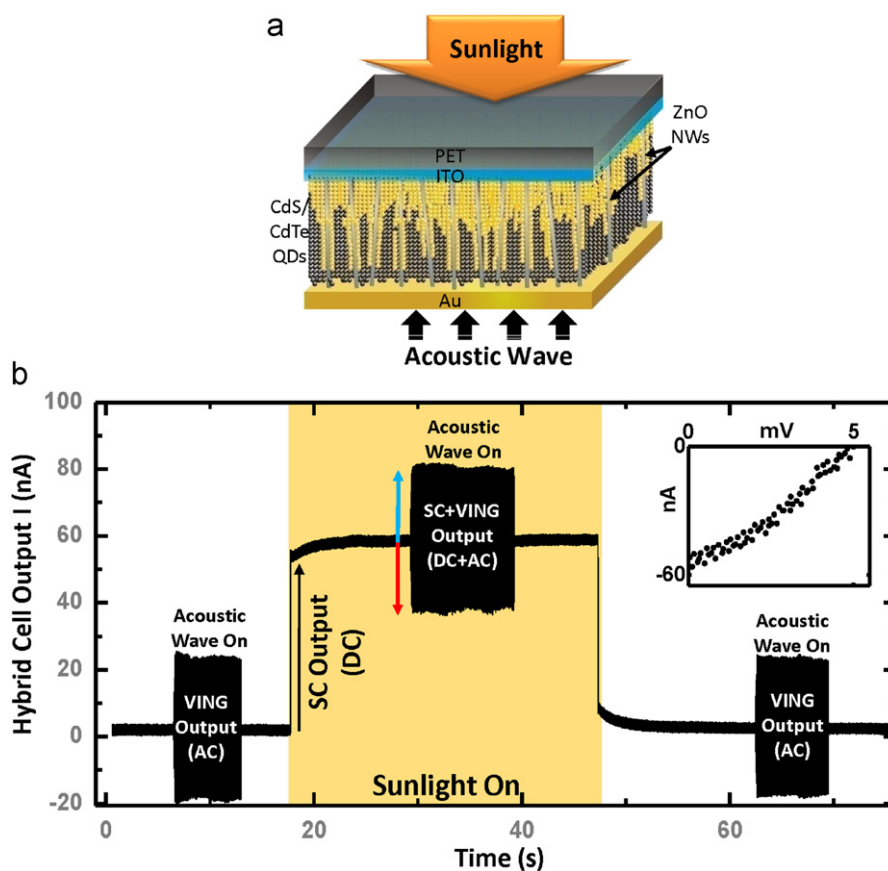 a
Sunlight
ZnO
NWs
PET
ITO
CdS/
CdTe
QDs
Au
Acoustic Wave
b
Hybrid Cell Output I (nA)
100
80
60
40
20
0
-20
Acoustic
Wave On
VING
Output
(AC)
SC Output
(DC)
Acoustic
Wave On
SC+VING
Output
(DC+AC)
Sunlight On
0 mV 5
0
nA
-60
Acoustic
Wave On
VING
Output
(AC)
0 20 40 60
Time (s)